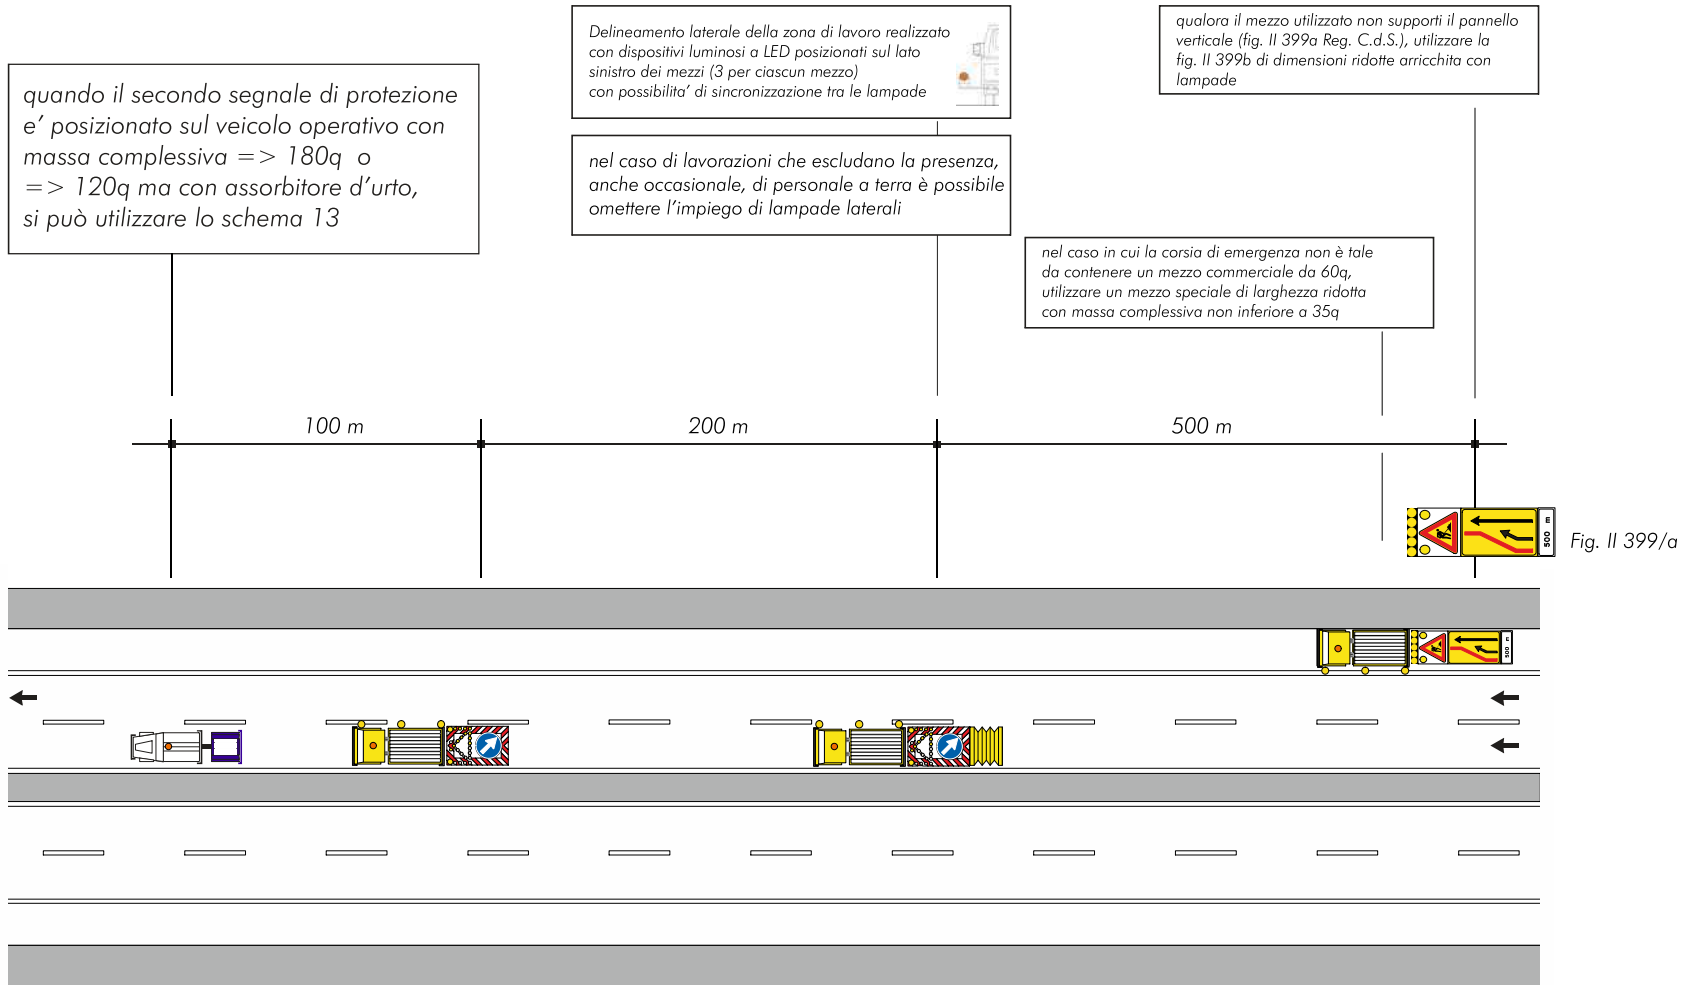 Delineamento laterale della zona di lavoro realizzato
con dispositivi luminosi a LED posizionati sul lato
sinistro dei mezzi (3 per ciascun mezzo)
con possibilita' di sincronizzazione tra le lampade
qualora il mezzo utilizzato non supporti il pannello
verticale (fig. II 399a Reg. C.d.S.), utilizzare la
fig. II 399b di dimensioni ridotte arricchita con
lampade
quando il secondo segnale di protezione
e' posizionato sul veicolo operativo con
massa complessiva => 180q o
=> 120q ma con assorbitore d'urto,
si può utilizzare lo schema 13
nel caso di lavorazioni che escludano la presenza,
anche occasionale, di personale a terra è possibile
omettere l'impiego di lampade laterali
nel caso in cui la corsia di emergenza non è tale
da contenere un mezzo commerciale da 60q,
utilizzare un mezzo speciale di larghezza ridotta
con massa complessiva non inferiore a 35q
100 m
200 m
500 m
500 m
Fig. II 399/a
500 m